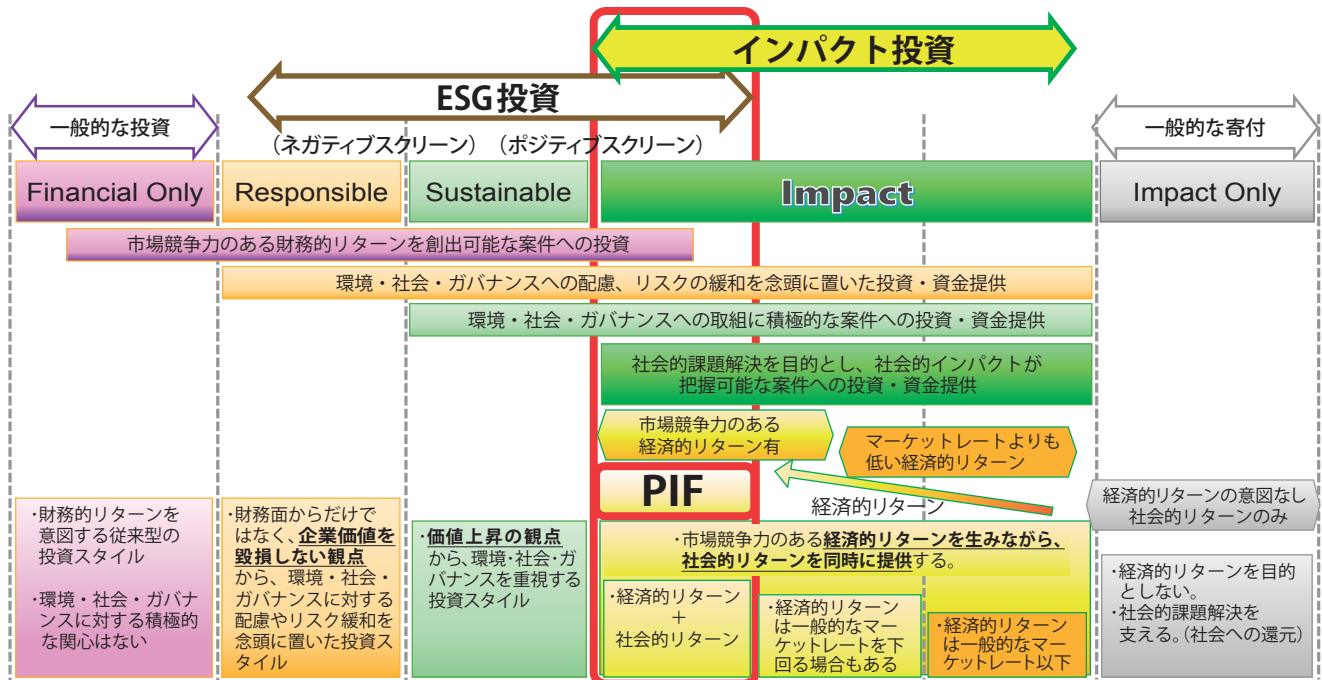 インパクト投資
ESG投資
一般的な投資
一般的な寄付
（ネガティブスクリーン）（ポジティブスクリーン）
Financial Only
Responsible
Sustainable
Impact
Impact Only
市場競争力のある財務的リターンを創出可能な案件への投資
環境・社会・ガバナンスへの配慮、リスクの緩和を念頭に置いた投資・資金提供
環境・社会・ガバナンスへの取組に積極的な案件への投資・資金提供
社会的課題解決を目的とし、社会的インパクトが
把握可能な案件への投資・資金提供
市場競争力のある
経済的リターン有
マーケットレートよりも
低い経済的リターン
PIF
経済的リターン
経済的リターンの意図なし
社会的リターンのみ
・財務的リターンを
意図する従来型の
投資スタイル
・環境・社会・ガバナ
ンスに対する積極的
な関心はない
・財務面からだけで
はなく、企業価値を
毀損しない観点
から、環境・社会・
ガバナンスに対する
配慮やリスク緩和を
念頭に置いた投資ス
タイル
・価値上昇の観点
から、環境・社会・ガ
バナンスを重視する
投資スタイル
・市場競争力のある経済的リターンを生みながら、
社会的リターンを同時に提供する。
・経済的リターン
＋
社会的リターン
・経済的リターン
は一般的なマー
ケットレートを下
回る場合もある
・経済的リターン
は一般的なマー
ケットレート以下
・経済的リターンを目的
としない。
・社会的課題解決を
支える。（社会への還元）